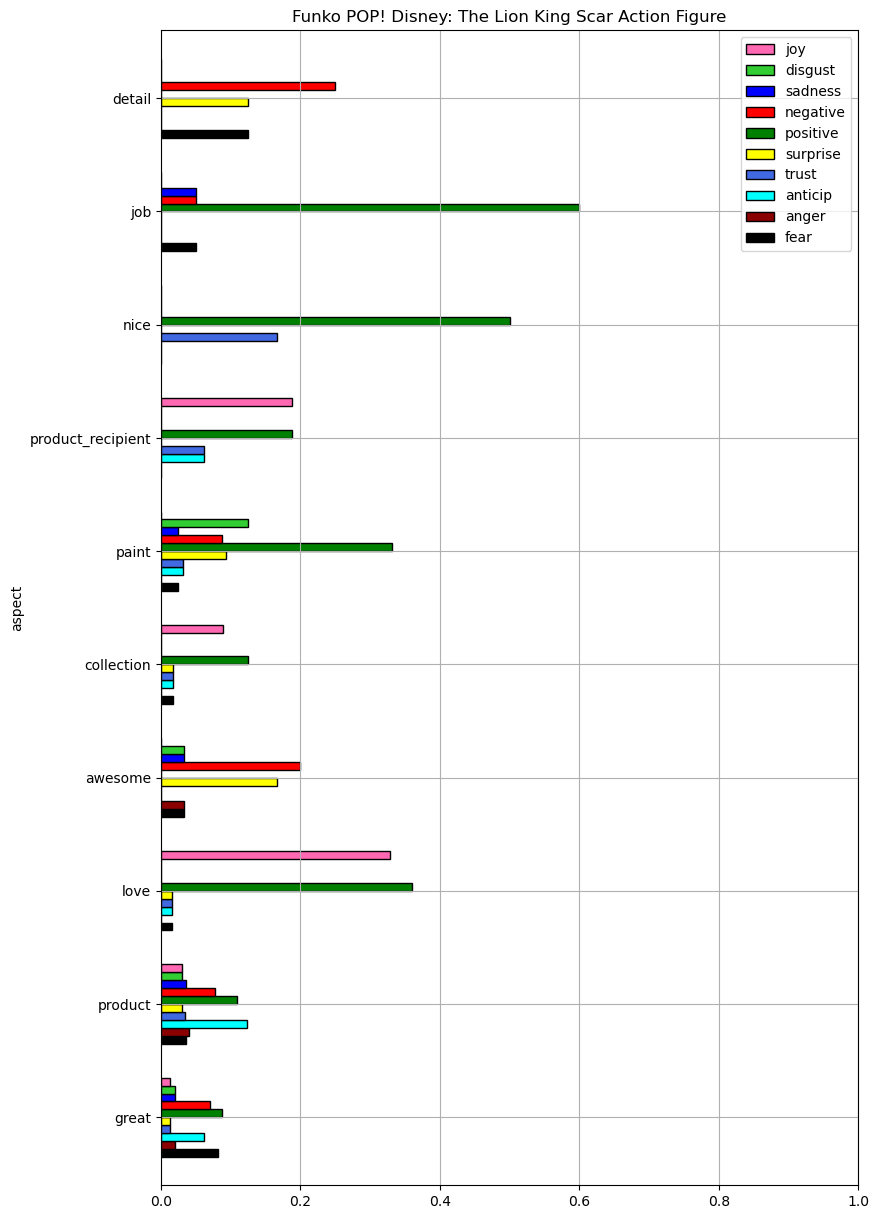 Funko POP! Disney: The Lion King Scar Action Figure
joy
disgust
sadness
negative
positive
surprise
trust
anticip
anger
fear
detail
job
nice
product_recipient
paint
collection
awesome
love
product
great
aspect
0.0 0.2 0.4 0.6 0.8 1.0